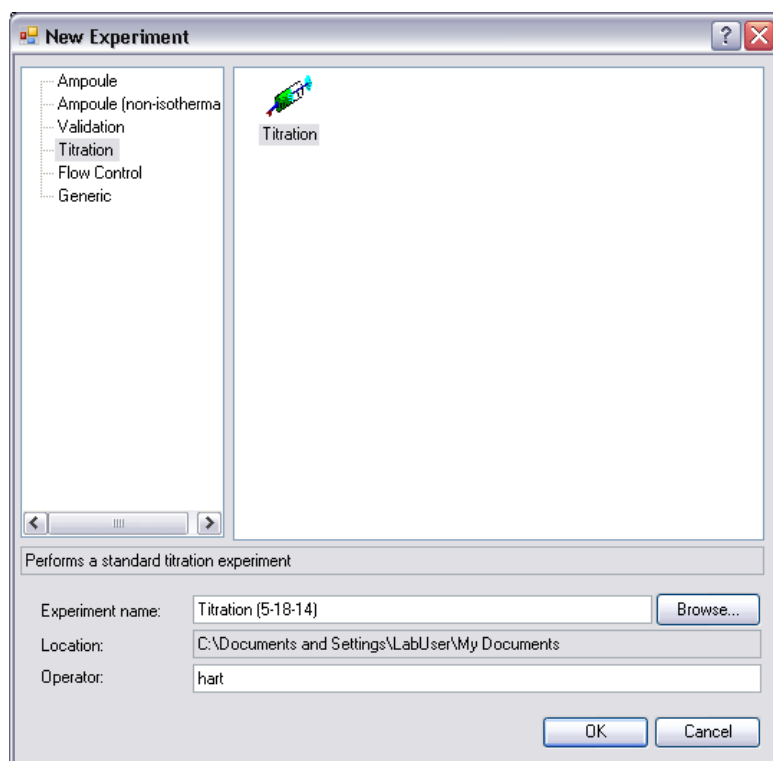 New Experiment
Ampoule
Ampoule (non-isotherma
Validation
Titration
Flow Control
Generic
Titration
Performs a standard titration experiment
Experiment name: Titration (5-18-14) Browse...
Location: C:\Documents and Settings\LabUser\My Documents
Operator: hart
OK Cancel